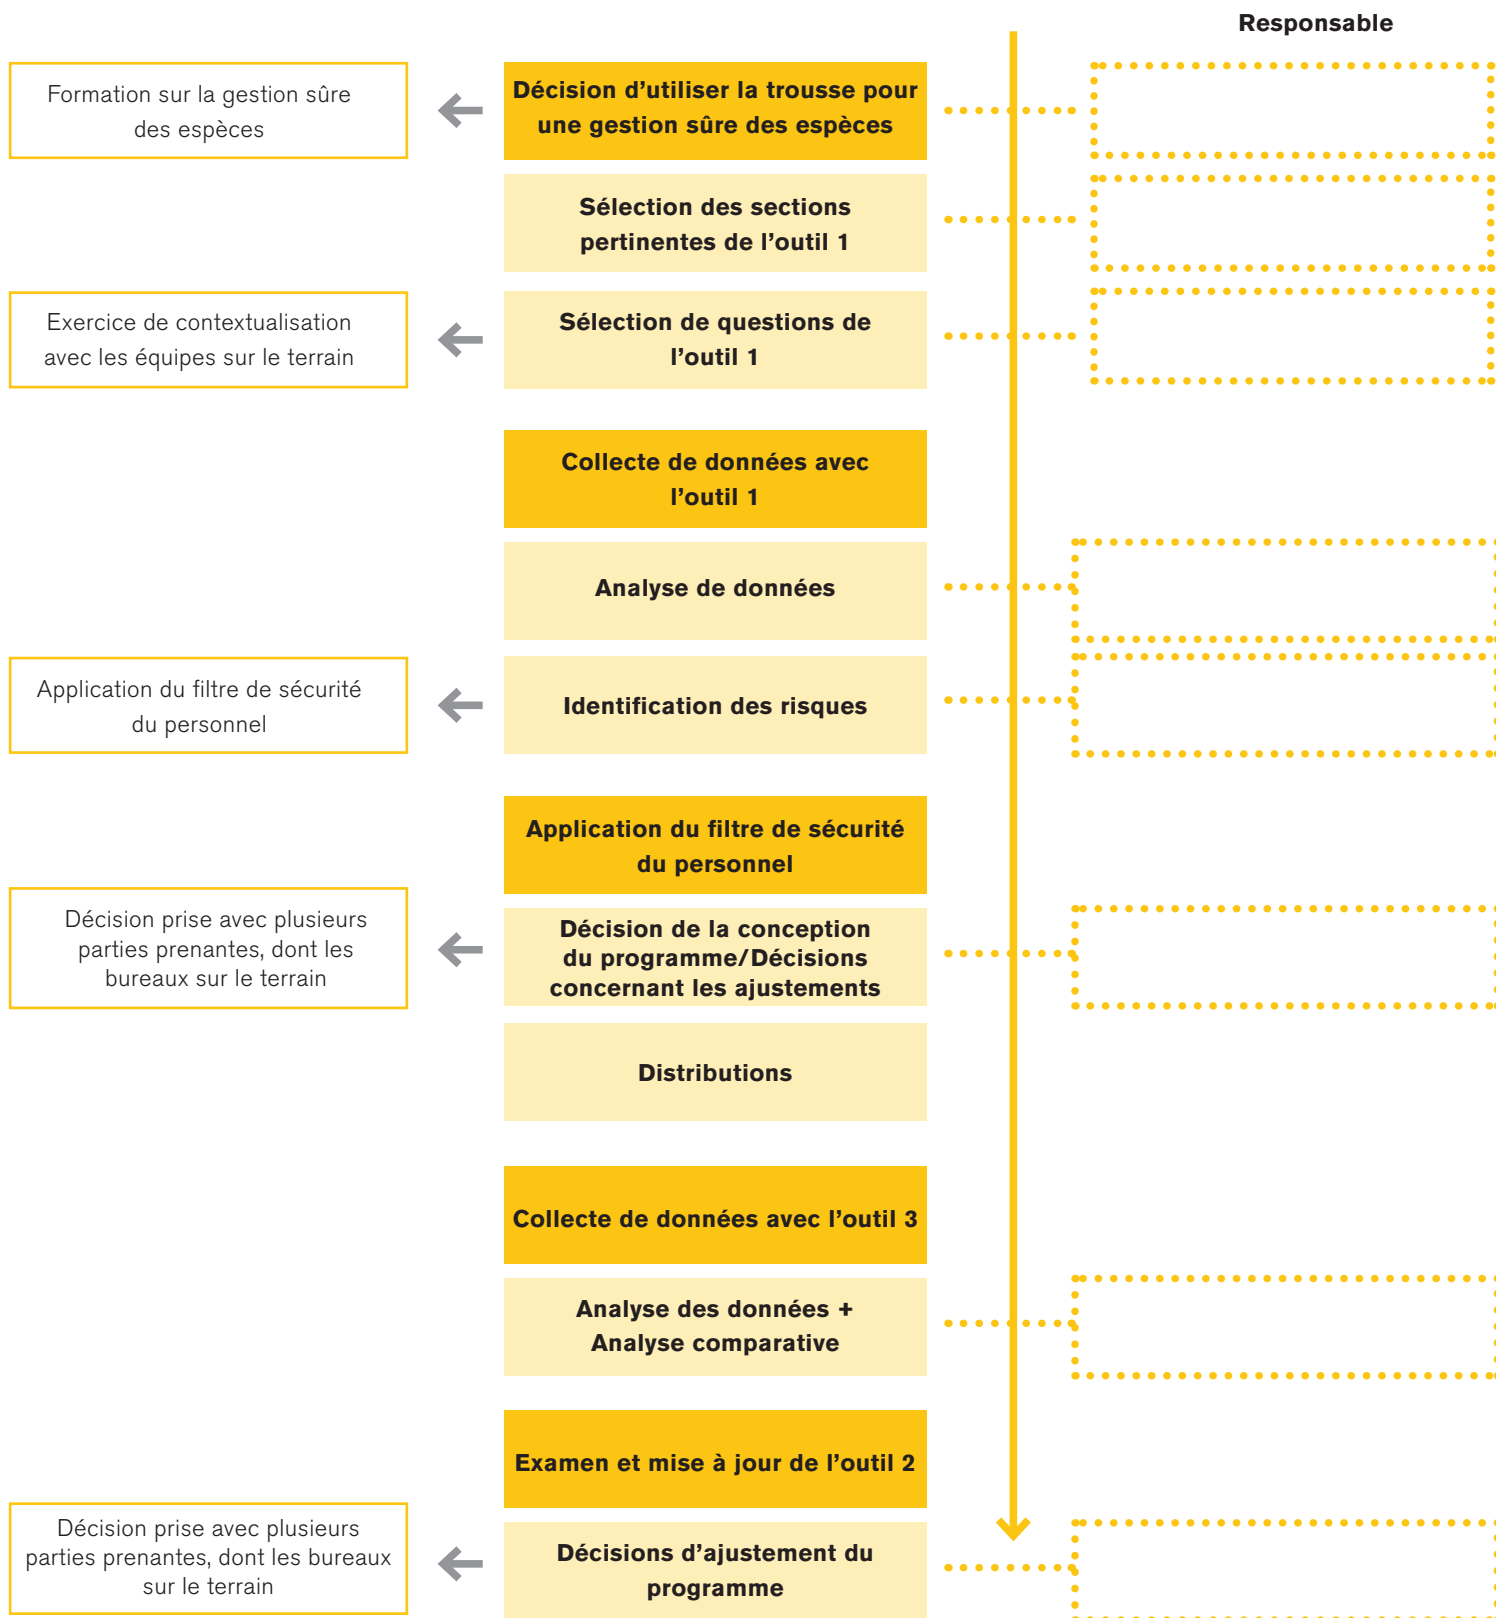 Responsable
Formation sur la gestion sûre
des espèces
Décision d’utiliser la trousse pour
une gestion sûre des espèces
Sélection des sections
pertinentes de l’outil 1
Exercice de contextualisation
avec les équipes sur le terrain
Sélection de questions de
l’outil 1
Collecte de données avec
l’outil 1
Analyse de données
Application du filtre de sécurité
du personnel
Identification des risques
Application du filtre de sécurité
du personnel
Décision prise avec plusieurs
parties prenantes, dont les
bureaux sur le terrain
Décision de la conception
du programme/Décisions
concernant les ajustements
Distributions
Collecte de données avec l’outil 3
Analyse des données +
Analyse comparative
Examen et mise à jour de l’outil 2
Décision prise avec plusieurs
parties prenantes, dont les bureaux
sur le terrain
Décisions d’ajustement du
programme